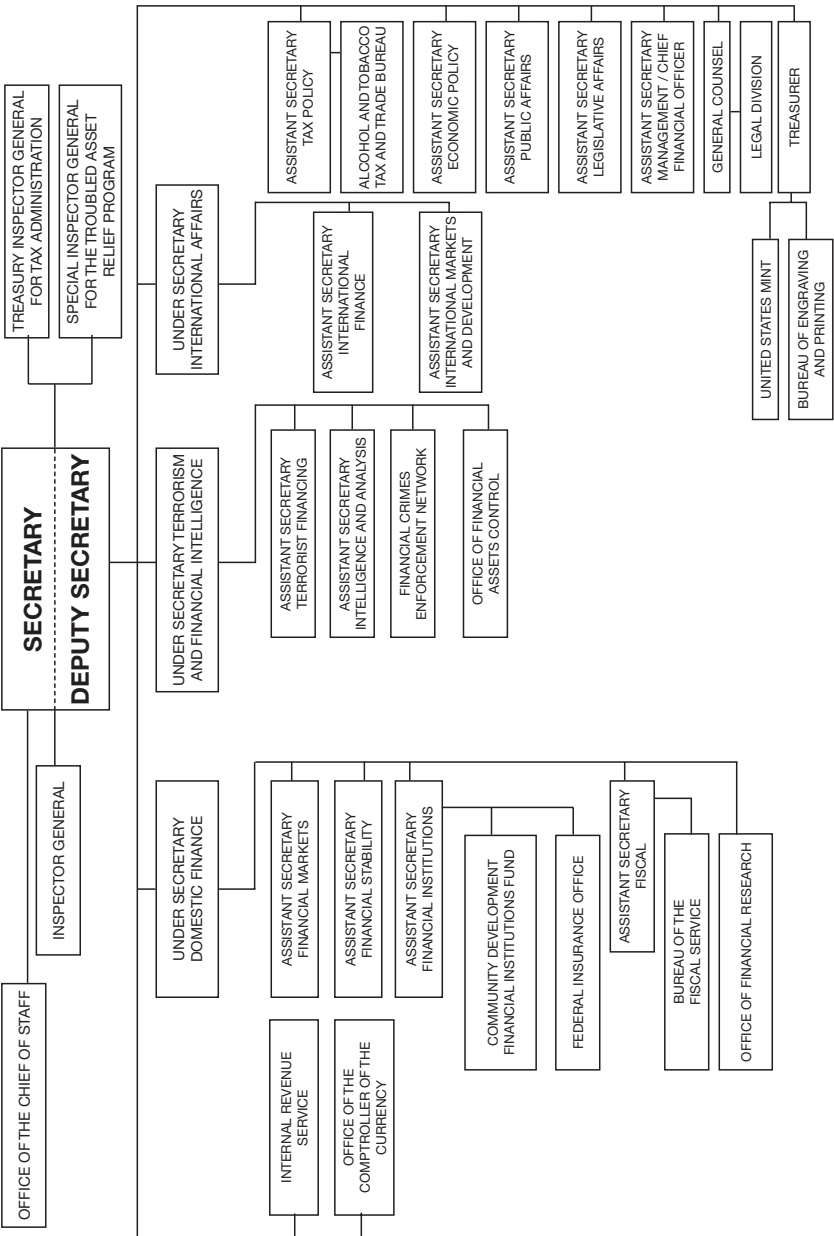 SECRETARY
DEPUTY SECRETARY
OFFICE OF THE CHIEF OF STAFF
INSPECTOR GENERAL
TREASURY INSPECTOR GENERAL
FOR TAX ADMINISTRATION
SPECIAL INSPECTOR GENERAL
FOR THE TROUBLED ASSET
RELIEF PROGRAM
UNDER SECRETARY
DOMESTIC FINANCE
UNDER SECRETARY TERRORISM
AND FINANCIAL INTELLIGENCE
UNDER SECRETARY
INTERNATIONAL AFFAIRS
INTERNAL REVENUE
SERVICE
OFFICE OF THE
COMPTROLLER OF THE
CURRENCY
ASSISTANT SECRETARY
FINANCIAL MARKETS
ASSISTANT SECRETARY
FINANCIAL STABILITY
ASSISTANT SECRETARY
FINANCIAL INSTITUTIONS
COMMUNITY DEVELOPMENT
FINANCIAL INSTITUTIONS FUND
FEDERAL INSURANCE OFFICE
ASSISTANT SECRETARY
FISCAL
BUREAU OF THE
FISCAL SERVICE
OFFICE OF FINANCIAL RESEARCH
ASSISTANT SECRETARY
TERRORIST FINANCING
ASSISTANT SECRETARY
INTELLIGENCE AND ANALYSIS
FINANCIAL CRIMES
ENFORCEMENT NETWORK
OFFICE OF FINANCIAL
ASSETS CONTROL
ASSISTANT SECRETARY
INTERNATIONAL
FINANCE
ASSISTANT SECRETARY
INTERNATIONAL MARKETS
AND DEVELOPMENT
ASSISTANT SECRETARY
TAX POLICY
ALCOHOL AND TOBACCO
TAX AND TRADE BUREAU
ASSISTANT SECRETARY
ECONOMIC POLICY
ASSISTANT SECRETARY
PUBLIC AFFAIRS
ASSISTANT SECRETARY
LEGISLATIVE AFFAIRS
ASSISTANT SECRETARY
MANAGEMENT / CHIEF
FINANCIAL OFFICER
GENERAL COUNSEL
LEGAL DIVISION
TREASURER
UNITED STATES MINT
BUREAU OF ENGRAVING
AND PRINTING